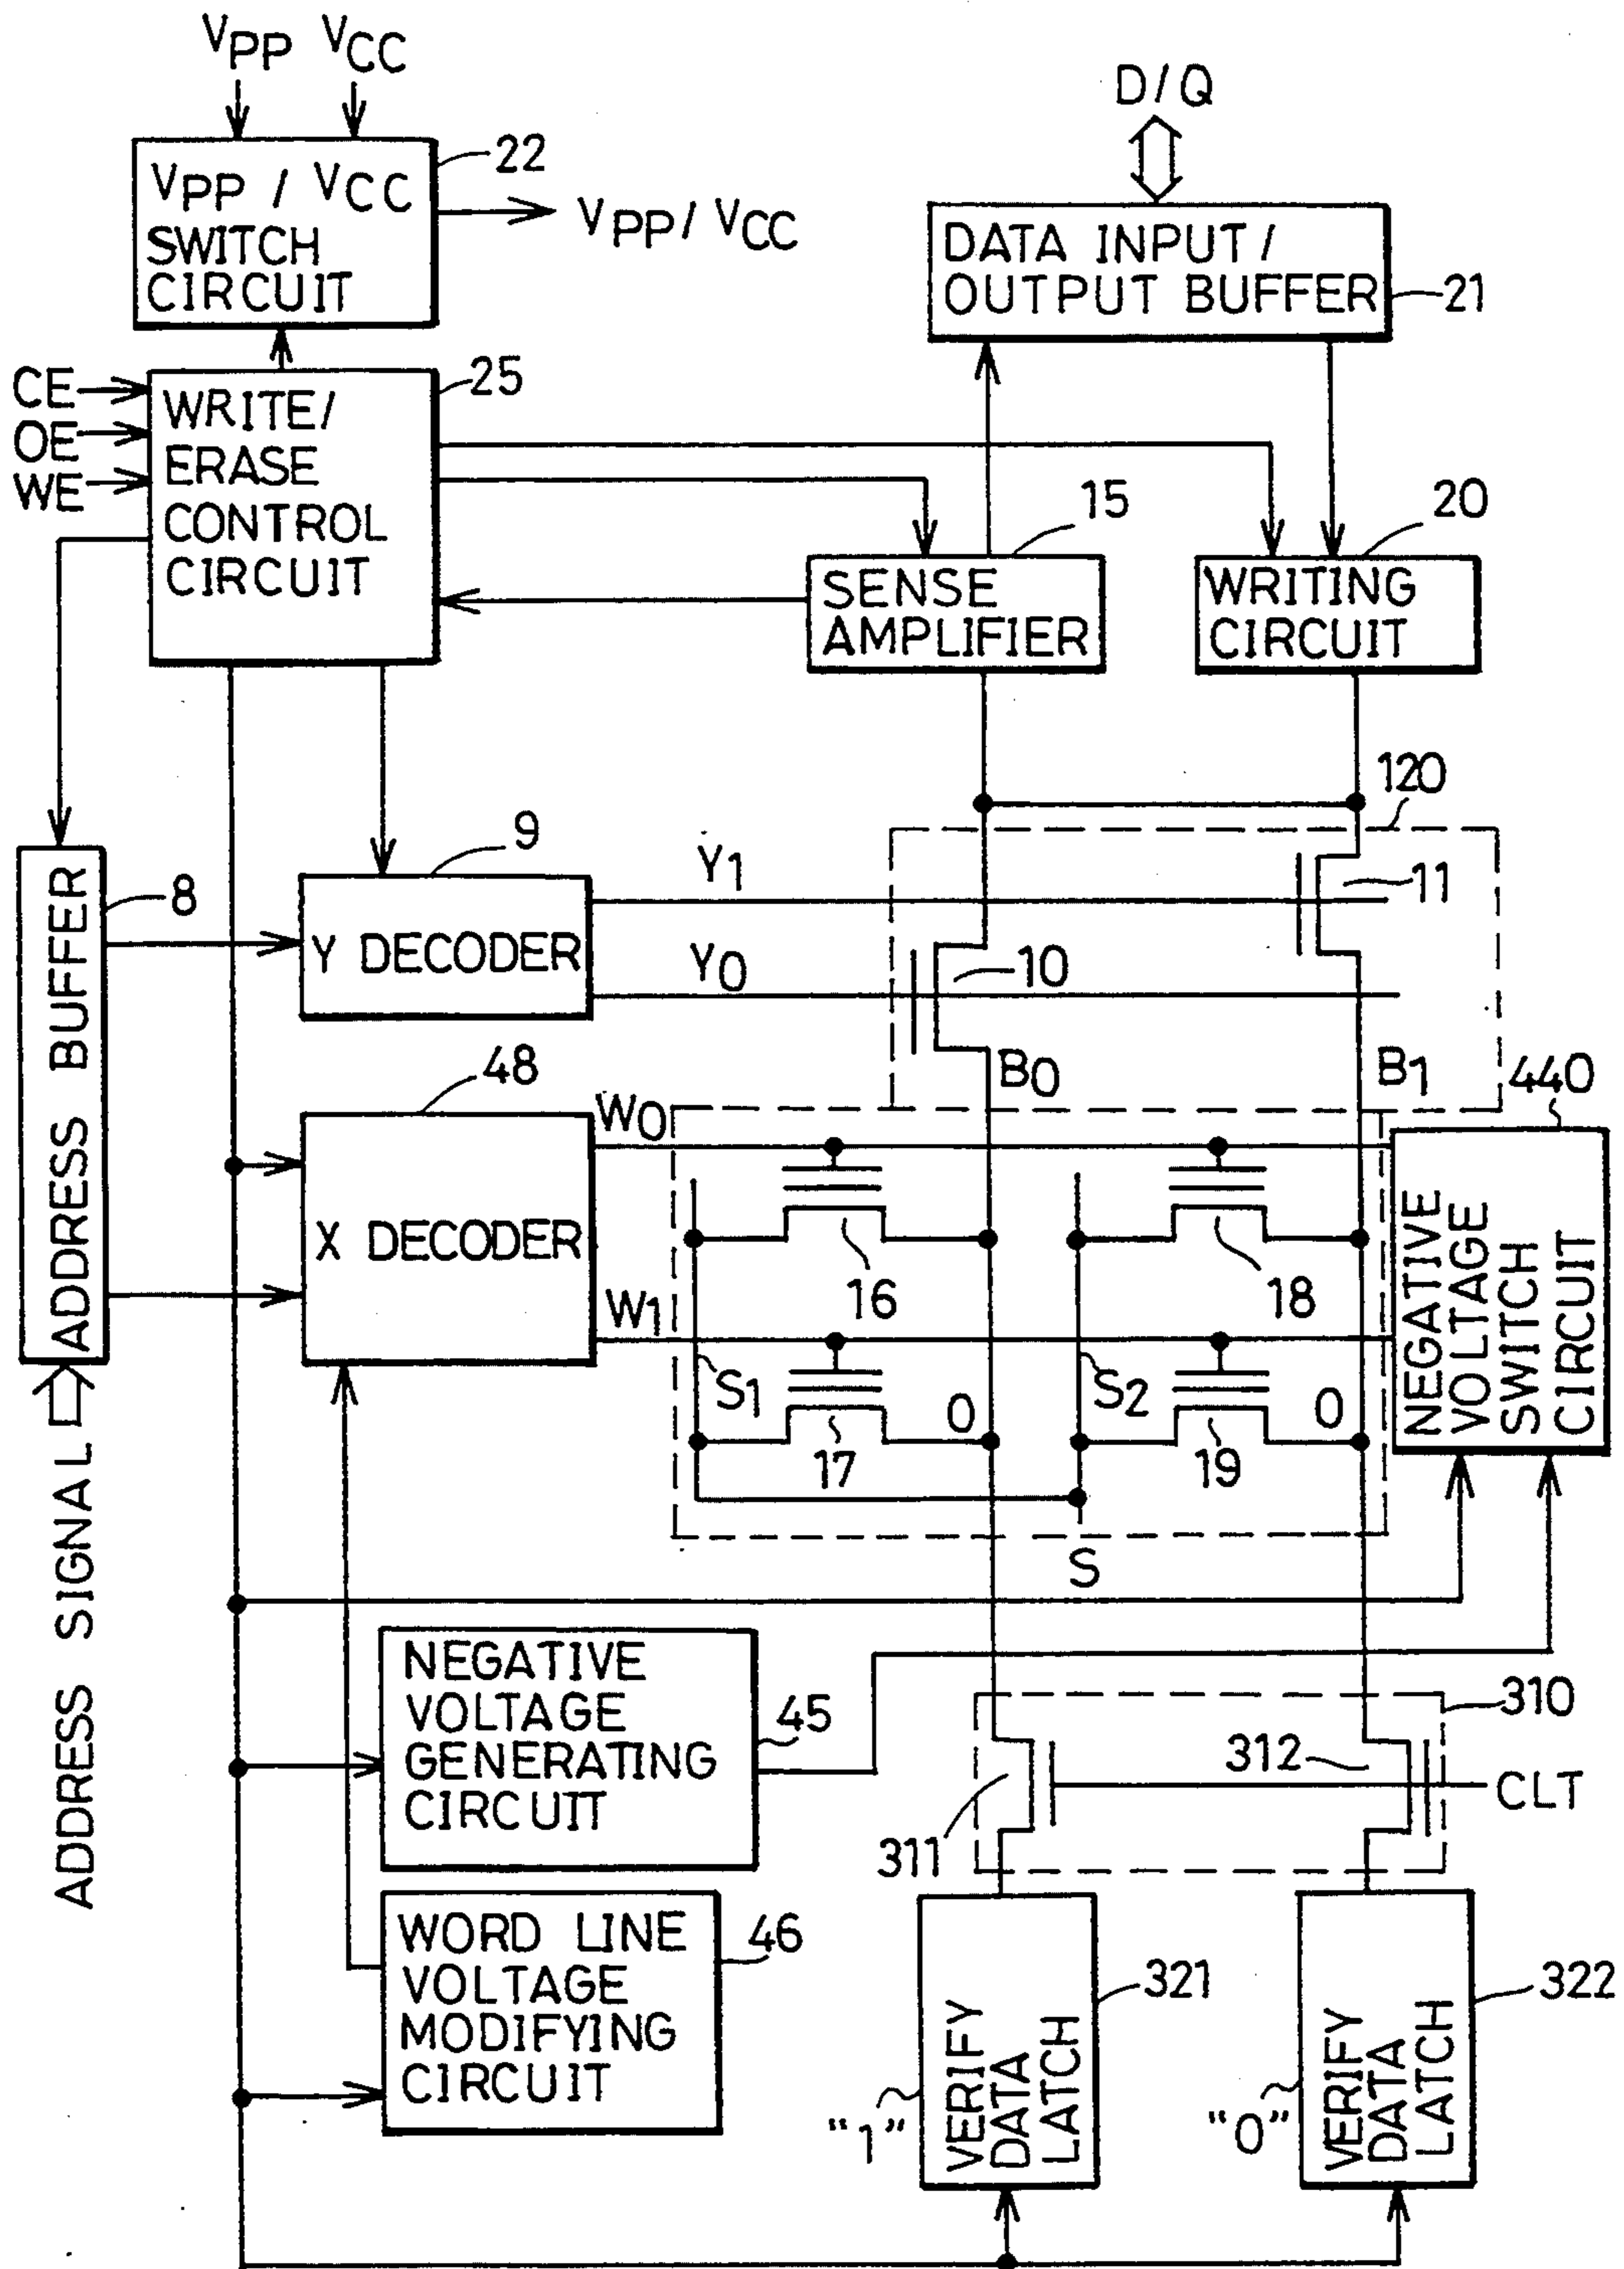 VPP VCC
VPP / VCC
SWITCH
CIRCUIT
22
VPP / VCC
D/Q
DATA INPUT /
OUTPUT BUFFER
21
CE
OE
WE
WRITE/
ERASE
CONTROL
CIRCUIT
25
SENSE
AMPLIFIER
15
WRITING
CIRCUIT
20
120
ADDRESS BUFFER
8
ADDRESS SIGNAL
Y DECODER
9
Y1
Y0
10
11
B0
B1
X DECODER
48
W0
W1
16
18
S1
17
0
S2
19
0
S
NEGATIVE
VOLTAGE
SWITCH
CIRCUIT
440
NEGATIVE
VOLTAGE
GENERATING
CIRCUIT
45
WORD LINE
VOLTAGE
MODIFYING
CIRCUIT
46
310
311
312
CLT
VERIFY
DATA
LATCH
321
"1"
VERIFY
DATA
LATCH
322
"0"